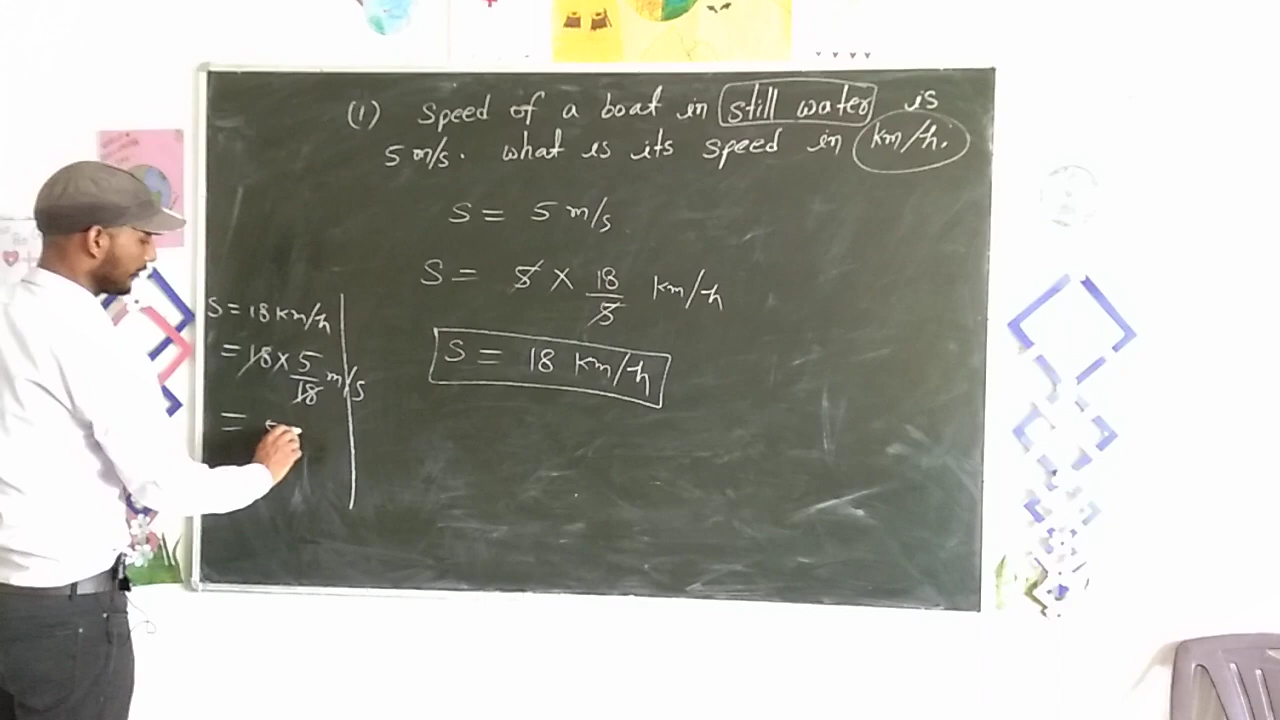 (1) Speed of a boat in still water is
5 m/s. what is its speed in km/h.
S = 5 m/s
S = 5 × 18/5 km/h
S = 18 km/h
S = 18 km/h
= 18 × 5/18 m/s
=